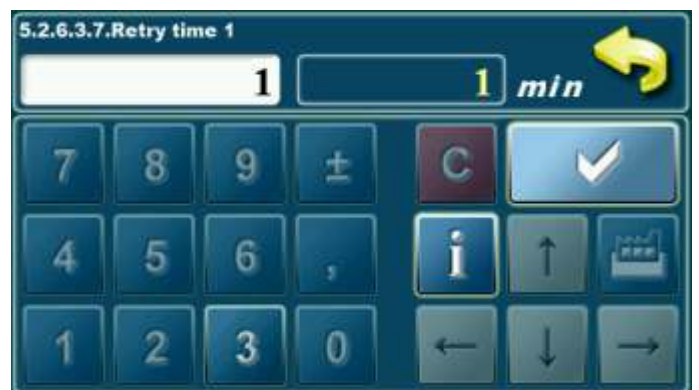 5.2.6.3.7.Retry time 1
1 1 min
7 8 9 ± C
4 5 6 , i ↑
1 2 3 0 ← ↓ →